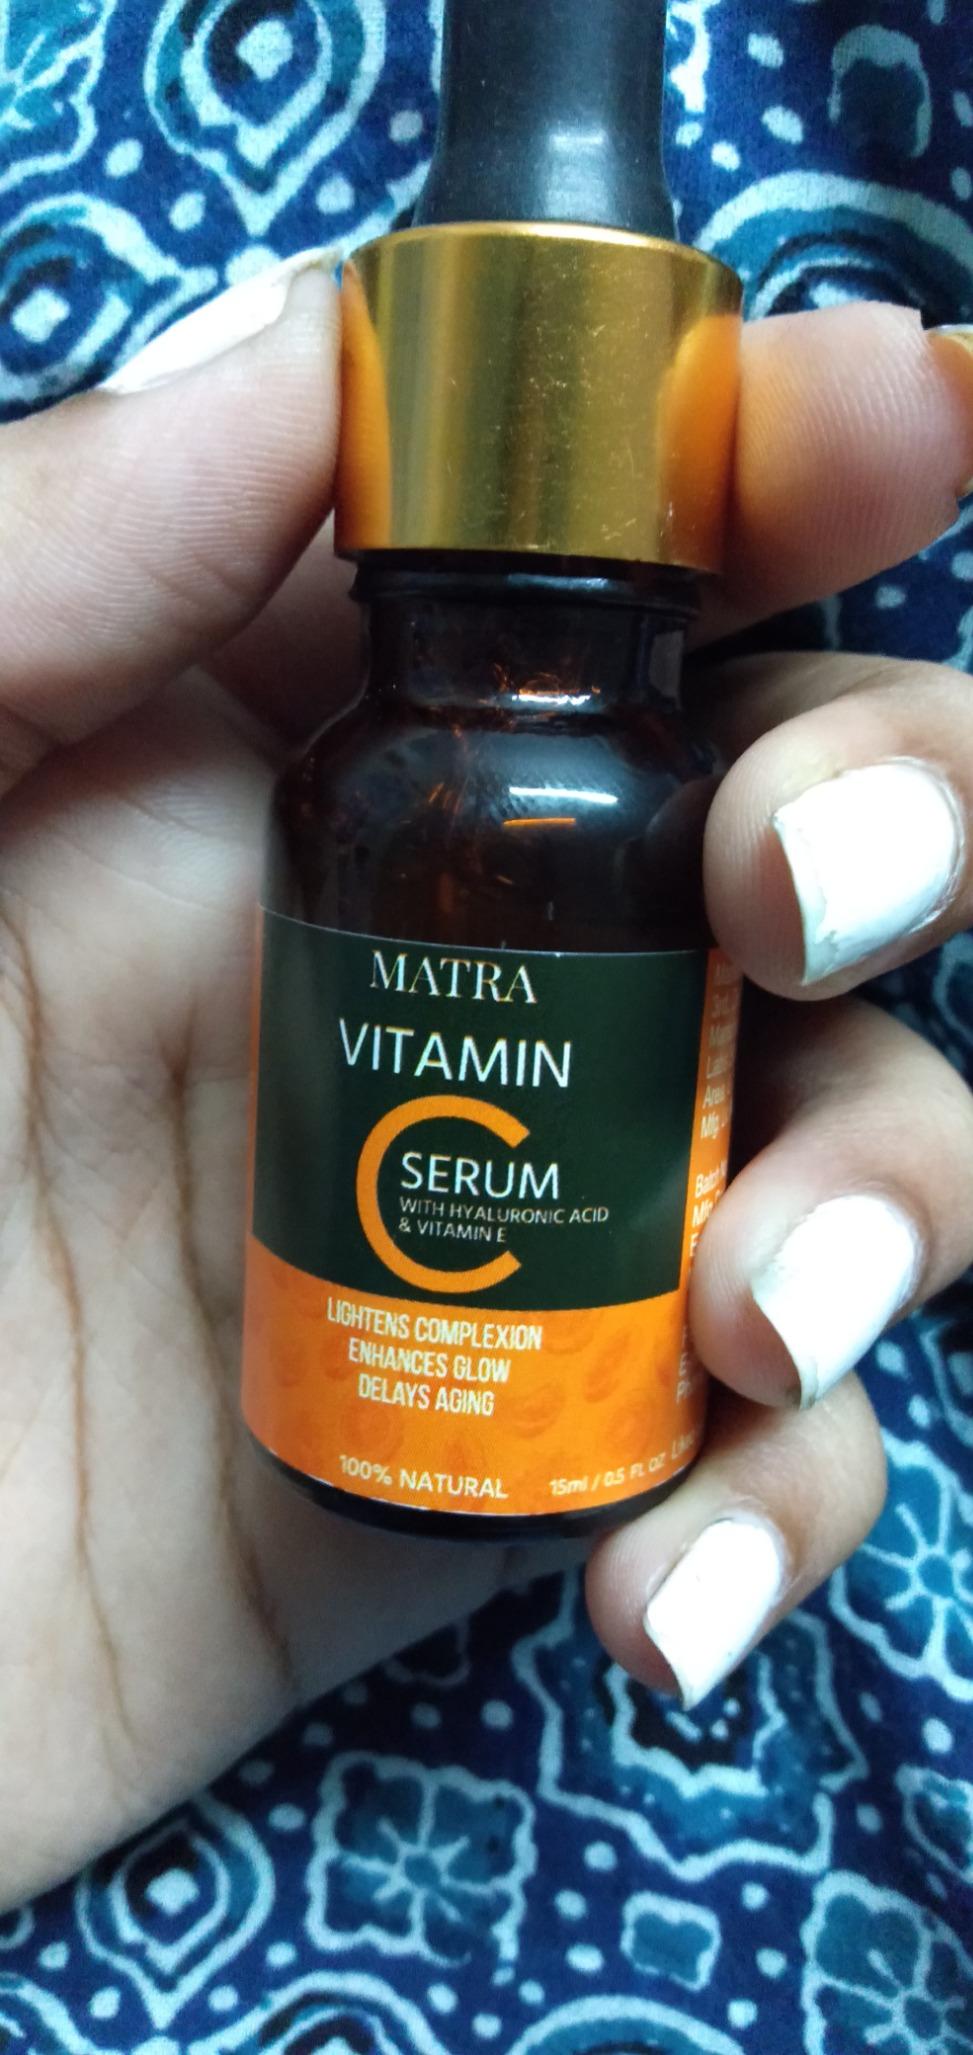 MATRA
VITAMIN
C
SERUM
WITH HYALURONIC ACID
& VITAMIN E
LIGHTENS COMPLEXION
ENHANCES GLOW
DELAYS AGING
100% NATURAL
15ml / 0.5 FL OZ